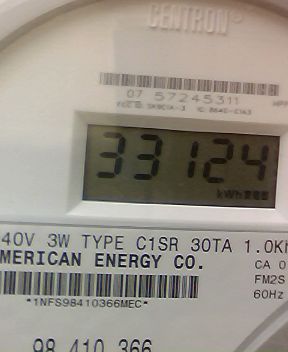 CENTRON®
07 57245311
33124
kWh
40V 3W TYPE C1SR 30TA 1.0Kh
MERICAN ENERGY CO.
CA 0
FM2S
60Hz
*1NFS98410366MEC*
98 410 366